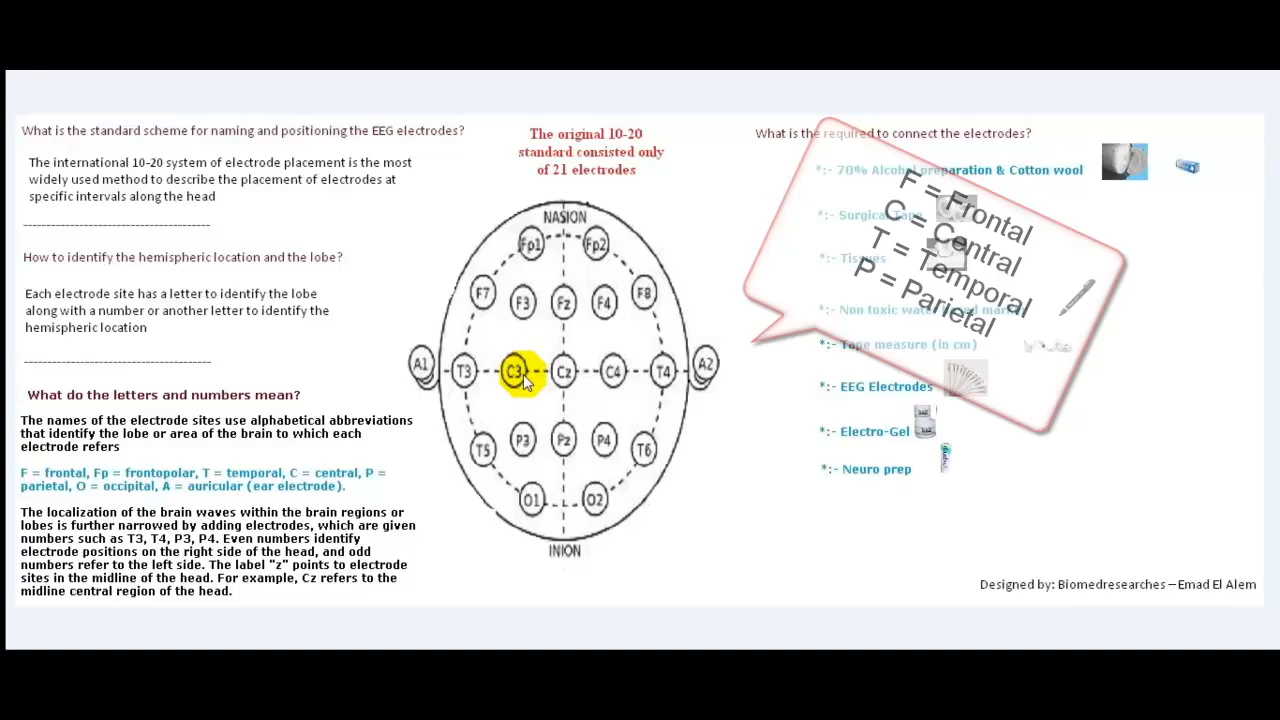 What is the standard scheme for naming and positioning the EEG electrodes?
The international 10-20 system of electrode placement is the most
widely used method to describe the placement of electrodes at
specific intervals along the head
------------------------------------------
How to identify the hemispheric location and the lobe?
Each electrode site has a letter to identify the lobe
along with a number or another letter to identify the
hemispheric location
------------------------------------------
What do the letters and numbers mean?
The names of the electrode sites use alphabetical abbreviations
that identify the lobe or area of the brain to which each
electrode refers
F = frontal, Fp = frontopolar, T = temporal, C = central, P =
parietal, O = occipital, A = auricular (ear electrode).
The localization of the brain waves within the brain regions or
lobes is further narrowed by adding electrodes, which are given
numbers such as T3, T4, P3, P4. Even numbers identify
electrode positions on the right side of the head, and odd
numbers refer to the left side. The label "z" points to electrode
sites in the midline of the head. For example, Cz refers to the
midline central region of the head.
The original 10-20
standard consisted only
of 21 electrodes
NASION
Fp1 Fp2
F7 F3 Fz F4 F8
A1 T3 C3 Cz C4 T4 A2
T5 P3 Pz P4 T6
O1 O2
INION
What is the required to connect the electrodes?
*:- 70% Alcohol preparation & Cotton wool
*:- Surgical Tape
*:- Tissues
*:- Non toxic water based mark
*:- Tape measure (in cm)
*:- EEG Electrodes
*:- Electro-Gel
*:- Neuro prep
F = Frontal
C = Central
T = Temporal
P = Parietal
Designed by: Biomedresearches – Emad El Alem